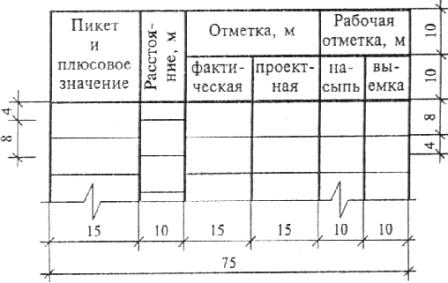 Пикет
и
плюсовое
значение
Расстоя-
ние, м
Отметка, м
факти-
ческая
проект-
ная
Рабочая
отметка, м
на-
сыпь
вы-
емка
10
10
8
4
4
8
15
10
15
15
10
10
75